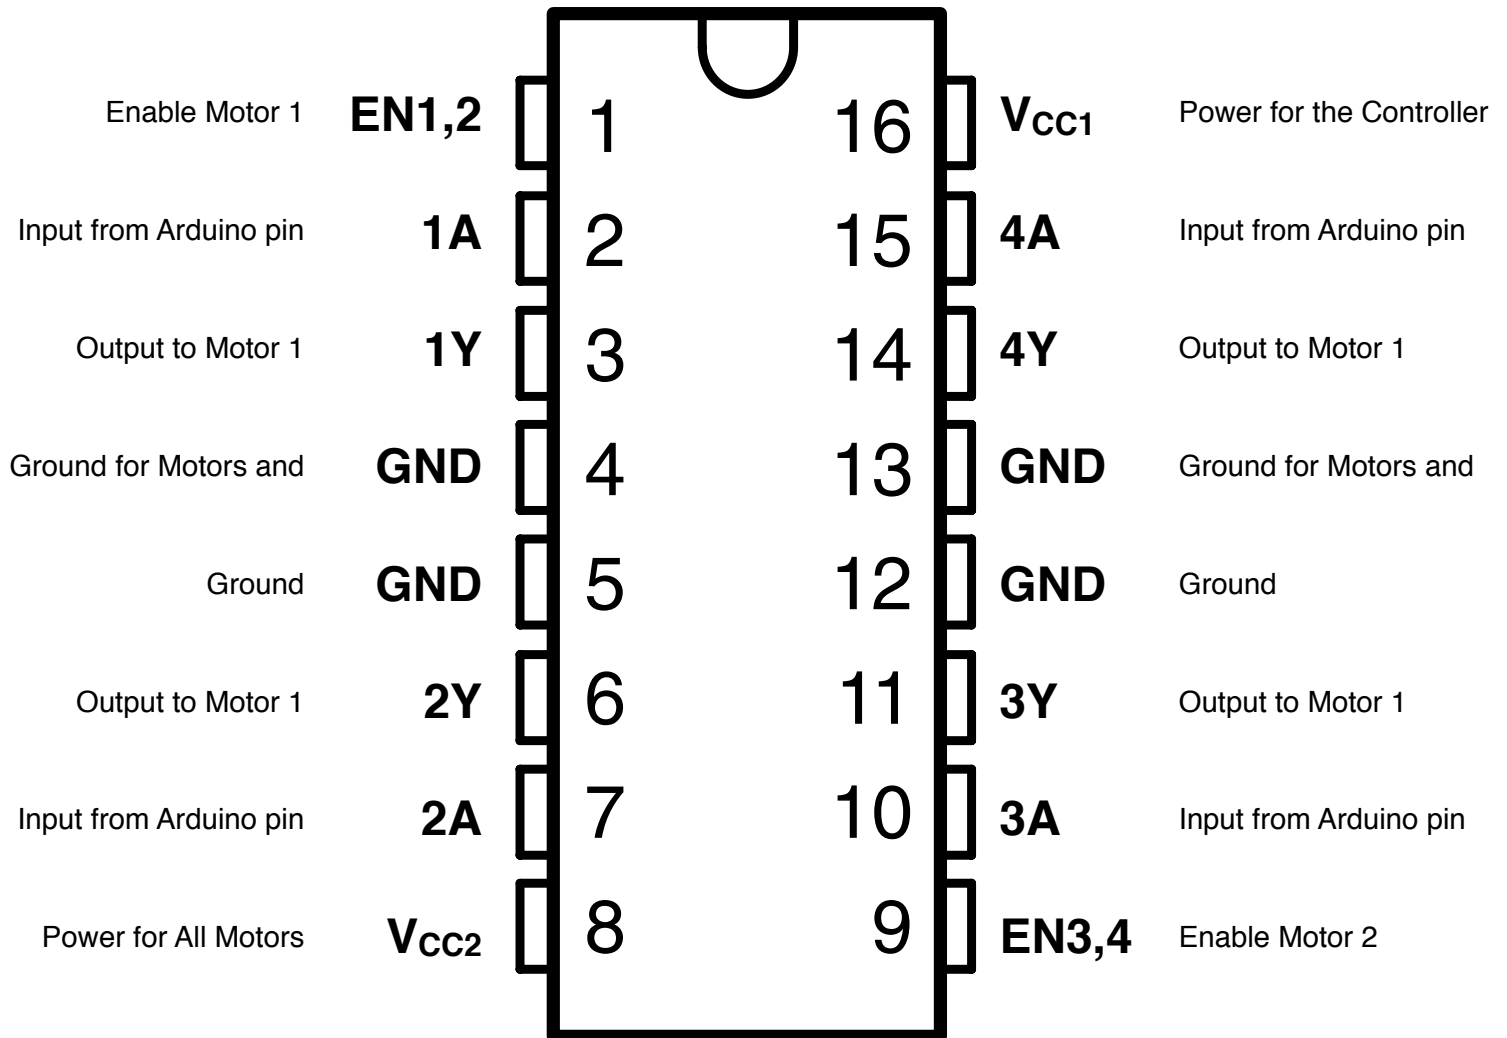 Enable Motor 1 EN1,2 1 16 VCC1 Power for the Controller
Input from Arduino pin 1A 2 15 4A Input from Arduino pin
Output to Motor 1 1Y 3 14 4Y Output to Motor 1
Ground for Motors and GND 4 13 GND Ground for Motors and
Ground GND 5 12 GND Ground
Output to Motor 1 2Y 6 11 3Y Output to Motor 1
Input from Arduino pin 2A 7 10 3A Input from Arduino pin
Power for All Motors VCC2 8 9 EN3,4 Enable Motor 2